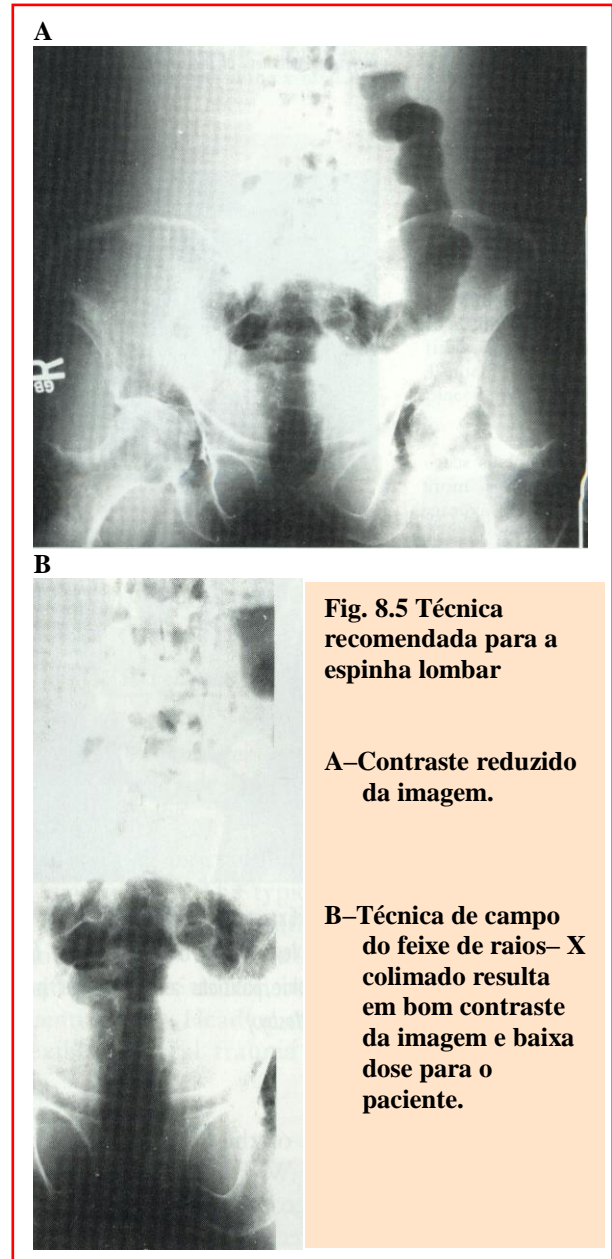 A
R
GB
B
Fig. 8.5 Técnica
recomendada para a
espinha lombar
A–Contraste reduzido
da imagem.
B–Técnica de campo
do feixe de raios– X
colimado resulta
em bom contraste
da imagem e baixa
dose para o
paciente.